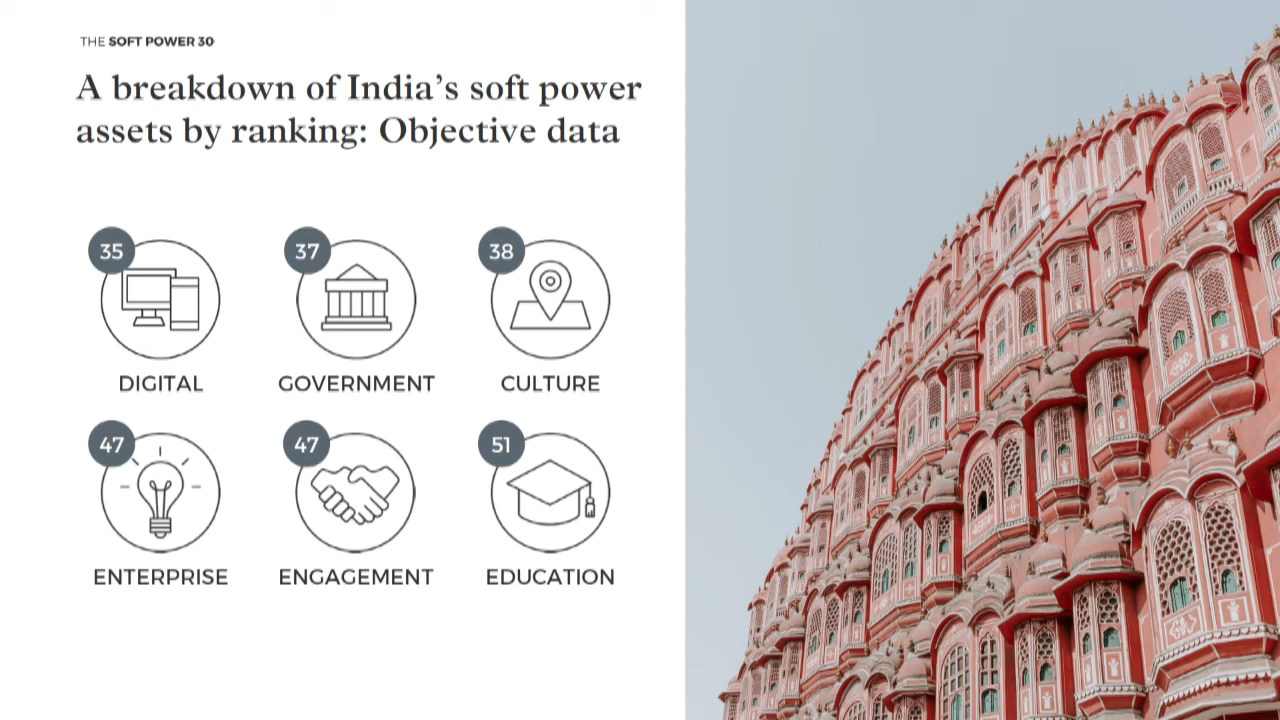 THE SOFT POWER 30
A breakdown of India’s soft power
assets by ranking: Objective data
35
37
38
DIGITAL
GOVERNMENT
CULTURE
47
47
51
ENTERPRISE
ENGAGEMENT
EDUCATION